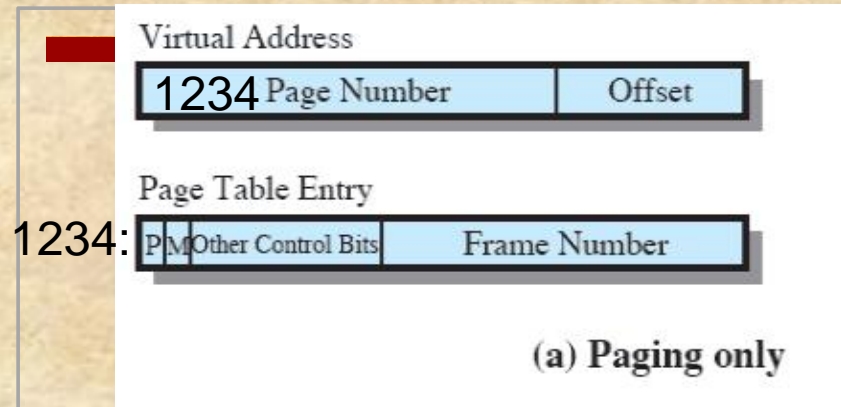 Virtual Address
1234 Page Number Offset
Page Table Entry
1234: P M Other Control Bits Frame Number
(a) Paging only